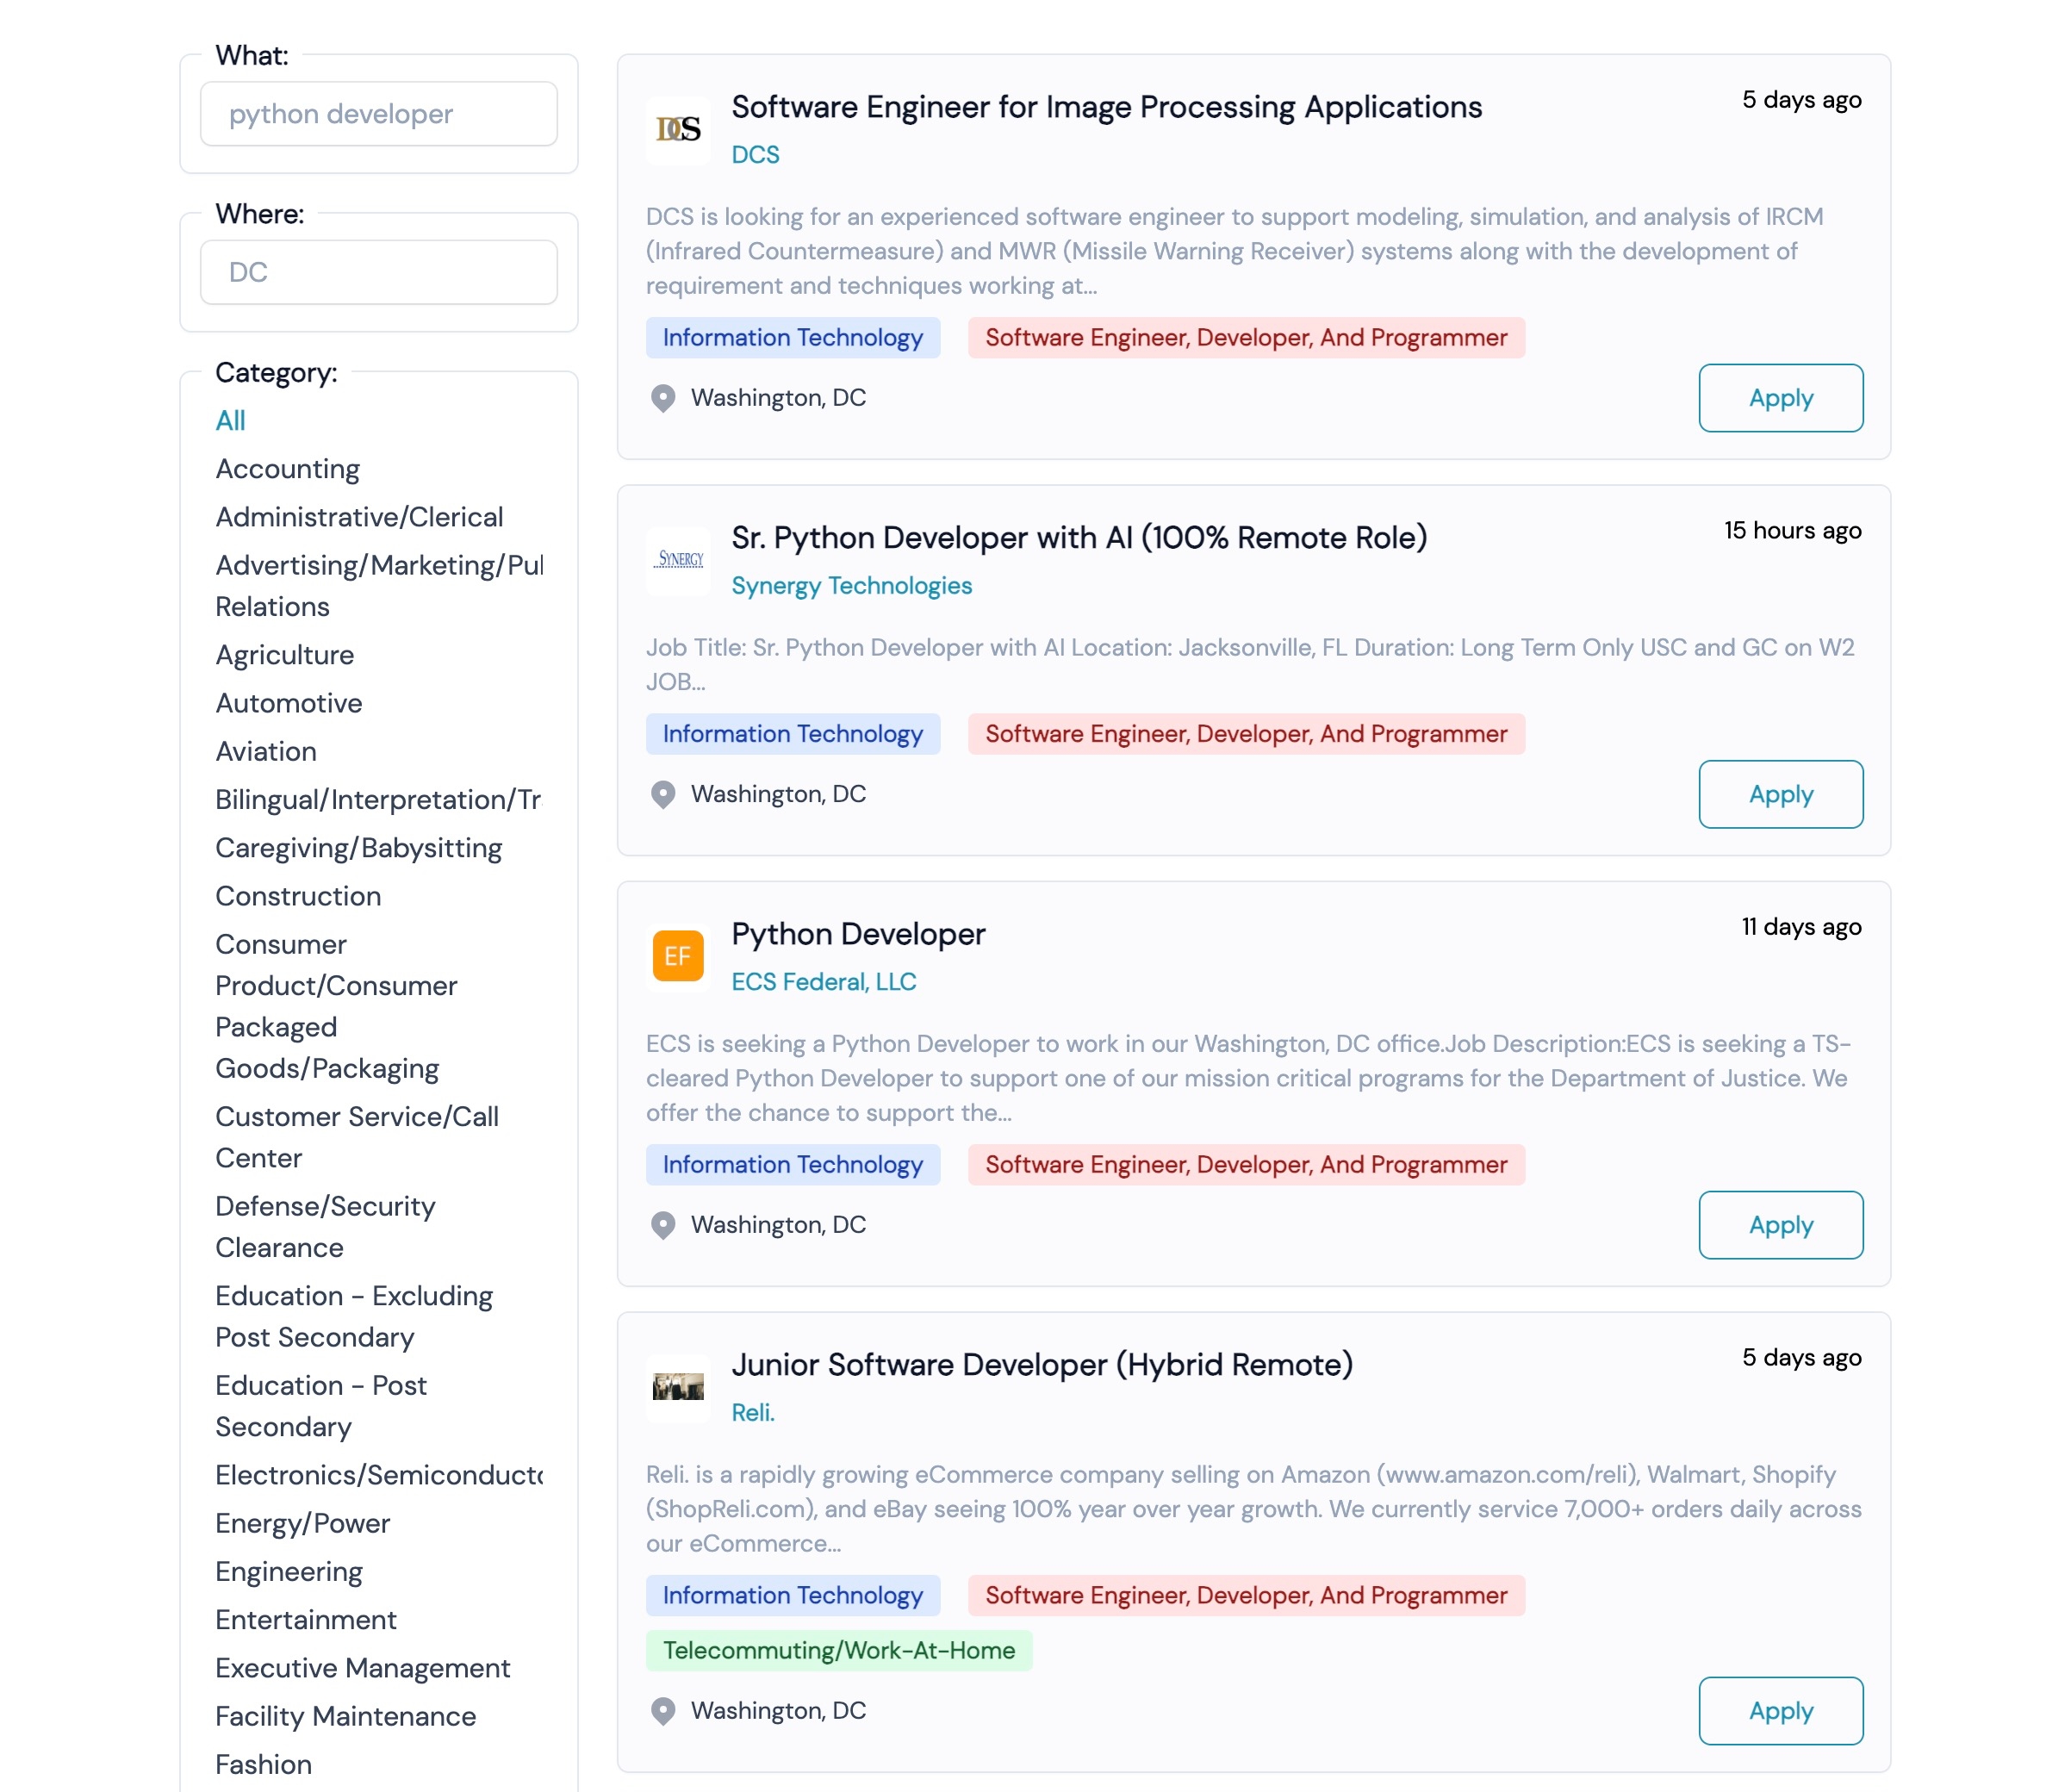 What:
python developer
Where:
DC
Category:
All
Accounting
Administrative/Clerical
Advertising/Marketing/Pul
Relations
Agriculture
Automotive
Aviation
Bilingual/Interpretation/Tr
Caregiving/Babysitting
Construction
Consumer
Product/Consumer
Packaged
Goods/Packaging
Customer Service/Call
Center
Defense/Security
Clearance
Education - Excluding
Post Secondary
Education - Post
Secondary
Electronics/Semiconducto
Energy/Power
Engineering
Entertainment
Executive Management
Facility Maintenance
Fashion
DCS
Software Engineer for Image Processing Applications
5 days ago
DCS
DCS is looking for an experienced software engineer to support modeling, simulation, and analysis of IRCM
(Infrared Countermeasure) and MWR (Missile Warning Receiver) systems along with the development of
requirement and techniques working at...
Information Technology
Software Engineer, Developer, And Programmer
Washington, DC
Apply
SYNERGY
Sr. Python Developer with AI (100% Remote Role)
15 hours ago
Synergy Technologies
Job Title: Sr. Python Developer with AI Location: Jacksonville, FL Duration: Long Term Only USC and GC on W2
JOB...
Information Technology
Software Engineer, Developer, And Programmer
Washington, DC
Apply
EF
Python Developer
11 days ago
ECS Federal, LLC
ECS is seeking a Python Developer to work in our Washington, DC office.Job Description:ECS is seeking a TS-
cleared Python Developer to support one of our mission critical programs for the Department of Justice. We
offer the chance to support the...
Information Technology
Software Engineer, Developer, And Programmer
Washington, DC
Apply
Junior Software Developer (Hybrid Remote)
5 days ago
Reli.
Reli. is a rapidly growing eCommerce company selling on Amazon (www.amazon.com/reli), Walmart, Shopify
(ShopReli.com), and eBay seeing 100% year over year growth. We currently service 7,000+ orders daily across
our eCommerce...
Information Technology
Software Engineer, Developer, And Programmer
Telecommuting/Work-At-Home
Washington, DC
Apply